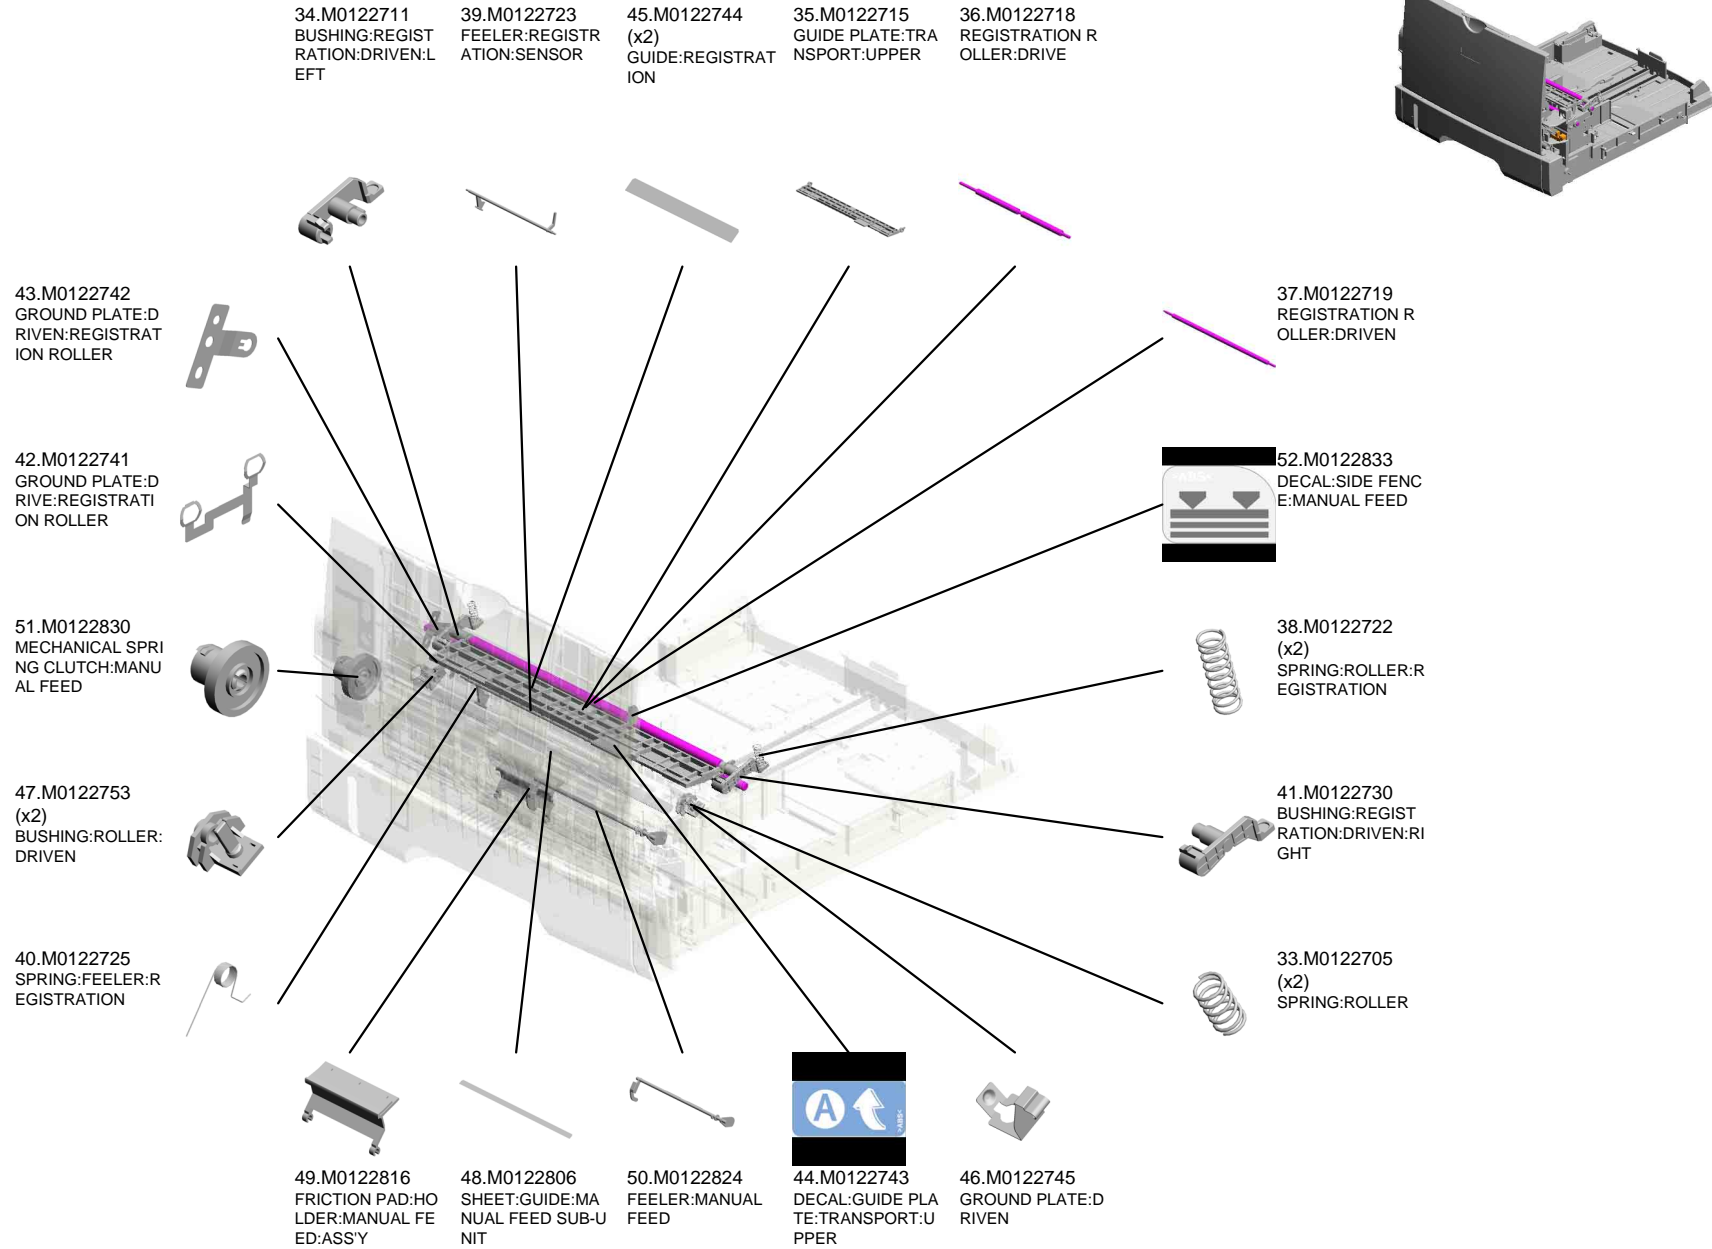 34.M0122711
BUSHING:REGIST
RATION:DRIVEN:L
EFT
39.M0122723
FEELER:REGISTR
ATION:SENSOR
45.M0122744
(x2)
GUIDE:REGISTRAT
ION
35.M0122715
GUIDE PLATE:TRA
NSPORT:UPPER
36.M0122718
REGISTRATION R
OLLER:DRIVE
43.M0122742
GROUND PLATE:D
RIVEN:REGISTRAT
ION ROLLER
37.M0122719
REGISTRATION R
OLLER:DRIVEN
42.M0122741
GROUND PLATE:D
RIVE:REGISTRATI
ON ROLLER
>ABS<
52.M0122833
DECAL:SIDE FENC
E:MANUAL FEED
51.M0122830
MECHANICAL SPRI
NG CLUTCH:MANU
AL FEED
38.M0122722
(x2)
SPRING:ROLLER:R
EGISTRATION
47.M0122753
(x2)
BUSHING:ROLLER:
DRIVEN
41.M0122730
BUSHING:REGIST
RATION:DRIVEN:RI
GHT
40.M0122725
SPRING:FEELER:R
EGISTRATION
33.M0122705
(x2)
SPRING:ROLLER
A
>ABS<
49.M0122816
FRICTION PAD:HO
LDER:MANUAL FE
ED:ASS'Y
48.M0122806
SHEET:GUIDE:MA
NUAL FEED SUB-U
NIT
50.M0122824
FEELER:MANUAL
FEED
44.M0122743
DECAL:GUIDE PLA
TE:TRANSPORT:U
PPER
46.M0122745
GROUND PLATE:D
RIVEN